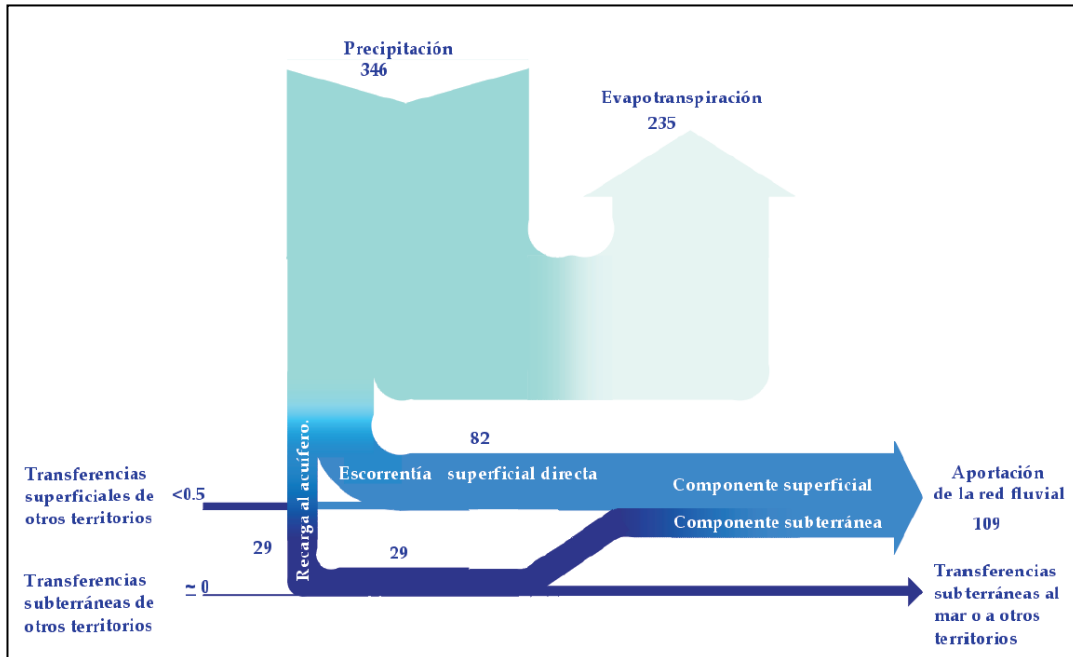 Precipitación
346
Evapotranspiración
235
82
Escorrentía superficial directa
Recarga al acuífero.
Componente superficial
Componente subterránea
Transferencias
superficiales de
otros territorios
<0.5
29
29
Transferencias
subterráneas de
otros territorios
~ 0
Aportación
de la red fluvial
109
Transferencias
subterráneas al
mar o a otros
territorios